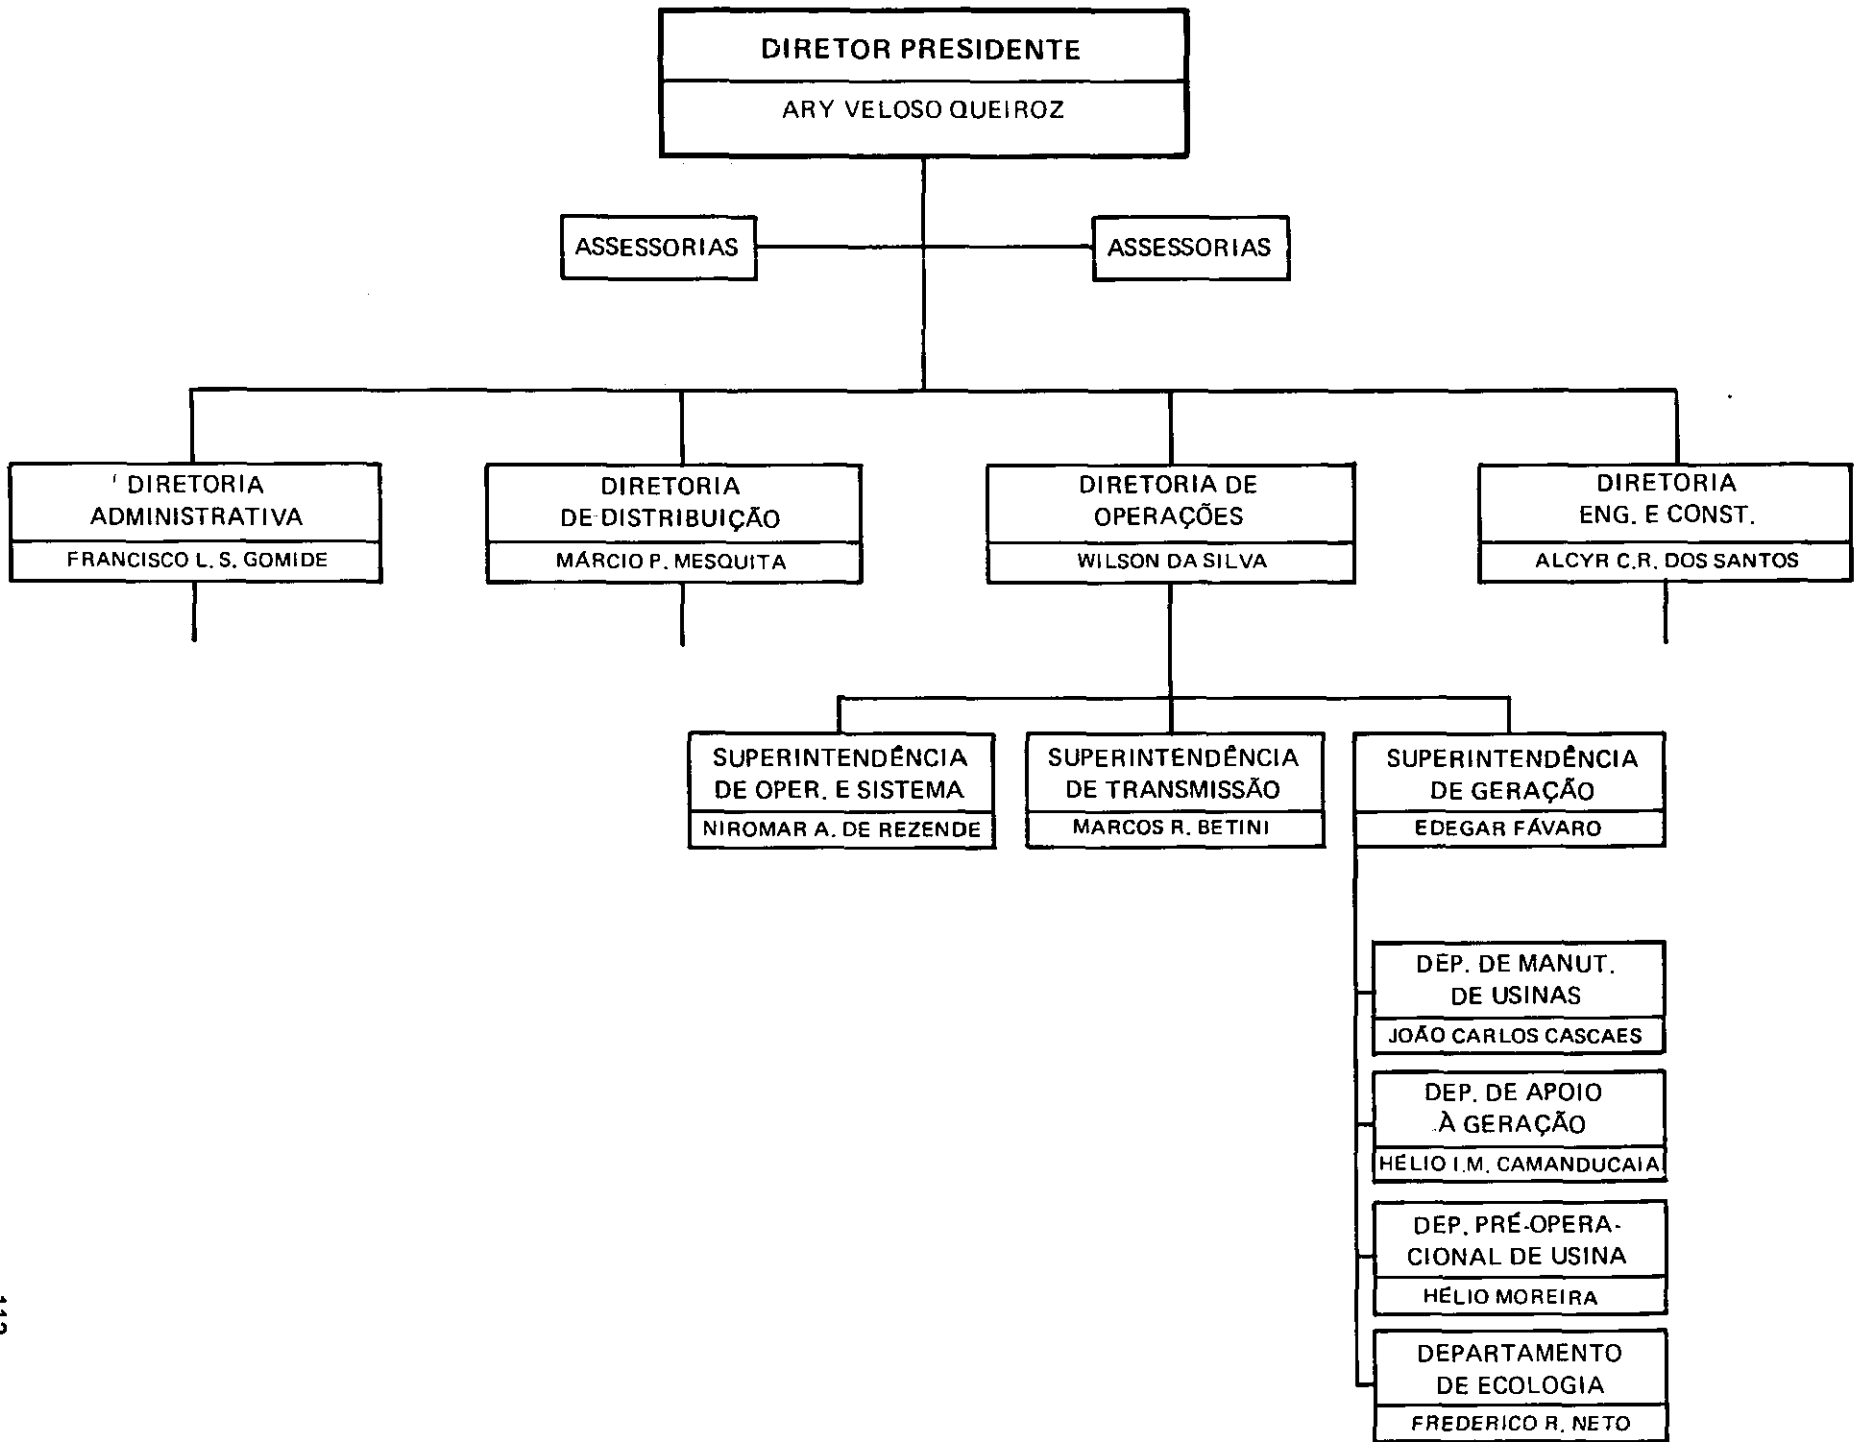 DIRETOR PRESIDENTE
ARY VELOSO QUEIROZ
ASSESSORIAS
ASSESSORIAS
DIRETORIA
ADMINISTRATIVA
FRANCISCO L. S. GOMIDE
DIRETORIA
DE DISTRIBUIÇÃO
MÁRCIO P. MESQUITA
DIRETORIA DE
OPERAÇÕES
WILSON DA SILVA
DIRETORIA
ENG. E CONST.
ALCYR C.R. DOS SANTOS
SUPERINTENDÊNCIA
DE OPER. E SISTEMA
NIROMAR A. DE REZENDE
SUPERINTENDÊNCIA
DE TRANSMISSÃO
MARCOS R. BETINI
SUPERINTENDÊNCIA
DE GERAÇÃO
EDEGAR FÁVARO
DEP. DE MANUT.
DE USINAS
JOÃO CARLOS CASCAES
DEP. DE APOIO
À GERAÇÃO
HÉLIO I.M. CAMANDUCAIA
DEP. PRÉ-OPERA-
CIONAL DE USINA
HÉLIO MOREIRA
DEPARTAMENTO
DE ECOLOGIA
FREDERICO R. NETO